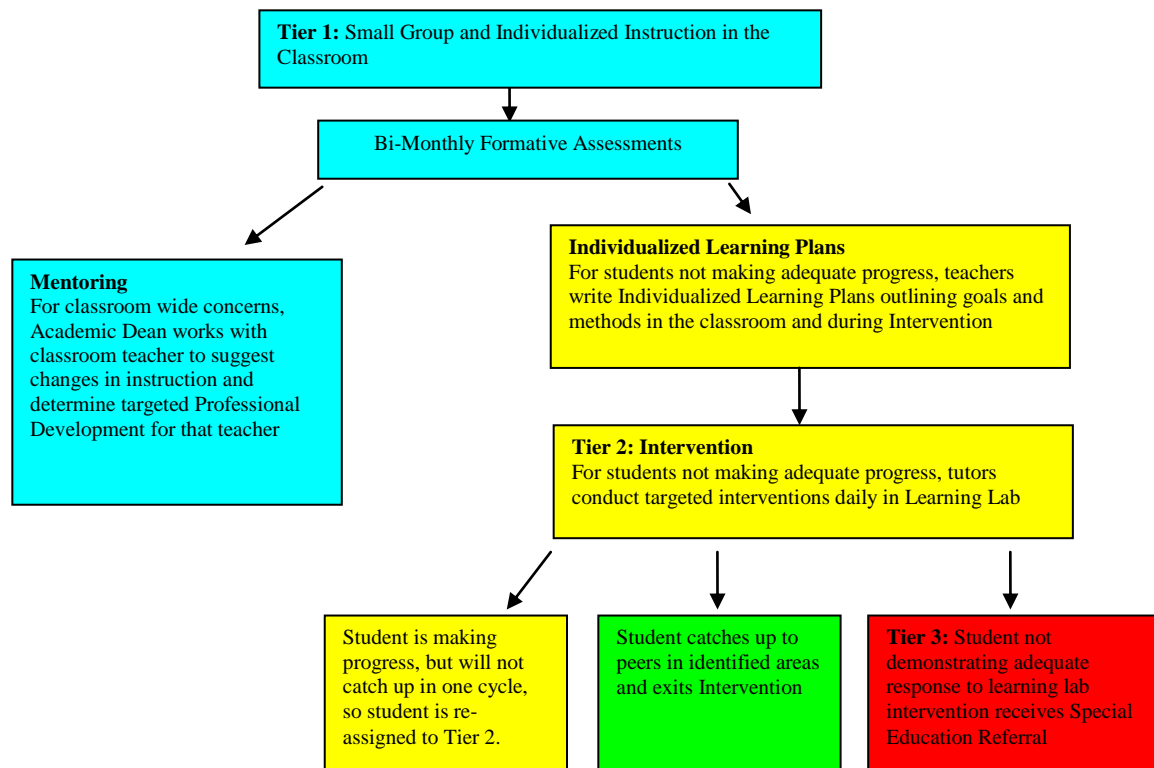 Tier 1: Small Group and Individualized Instruction in the
Classroom
Bi-Monthly Formative Assessments
Mentoring
For classroom wide concerns,
Academic Dean works with
classroom teacher to suggest
changes in instruction and
determine targeted Professional
Development for that teacher
Individualized Learning Plans
For students not making adequate progress, teachers
write Individualized Learning Plans outlining goals and
methods in the classroom and during Intervention
Tier 2: Intervention
For students not making adequate progress, tutors
conduct targeted interventions daily in Learning Lab
Student is making
progress, but will not
catch up in one cycle,
so student is re-
assigned to Tier 2.
Student catches up to
peers in identified areas
and exits Intervention
Tier 3: Student not
demonstrating adequate
response to learning lab
intervention receives Special
Education Referral